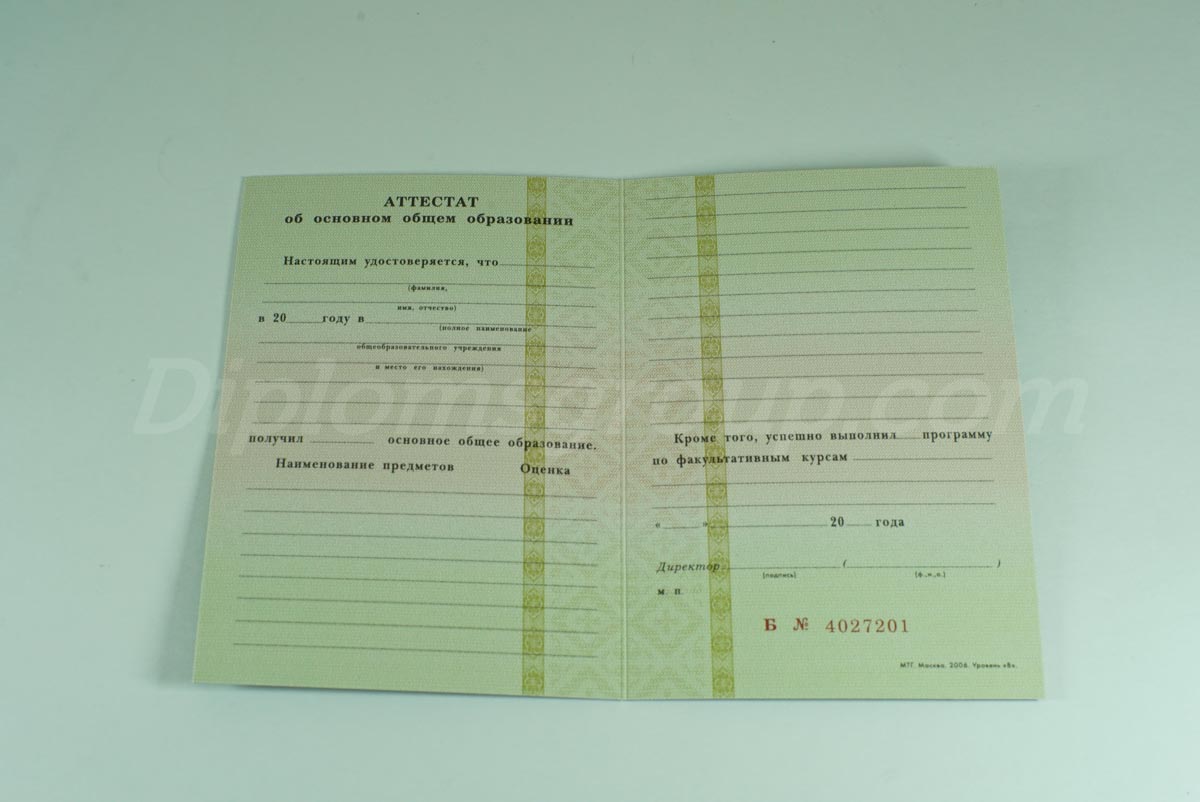 АТТЕСТАТ
об основном общем образовании
Настоящим удостоверяется, что
(фамилия,
имя, отчество)
в 20 году в
(полное наименование
общеобразовательного учреждения
и место его нахождения)
получил основное общее образование.
Наименование предметов Оценка
Кроме того, успешно выполнил программу
по факультативным курсам
« » 20 года
Директор ( )
(подпись) (ф.,и.,о.)
м. п.
Б № 4027201
МТГ. Москва. 2006. Уровень «В».
Diplomsgroup.com